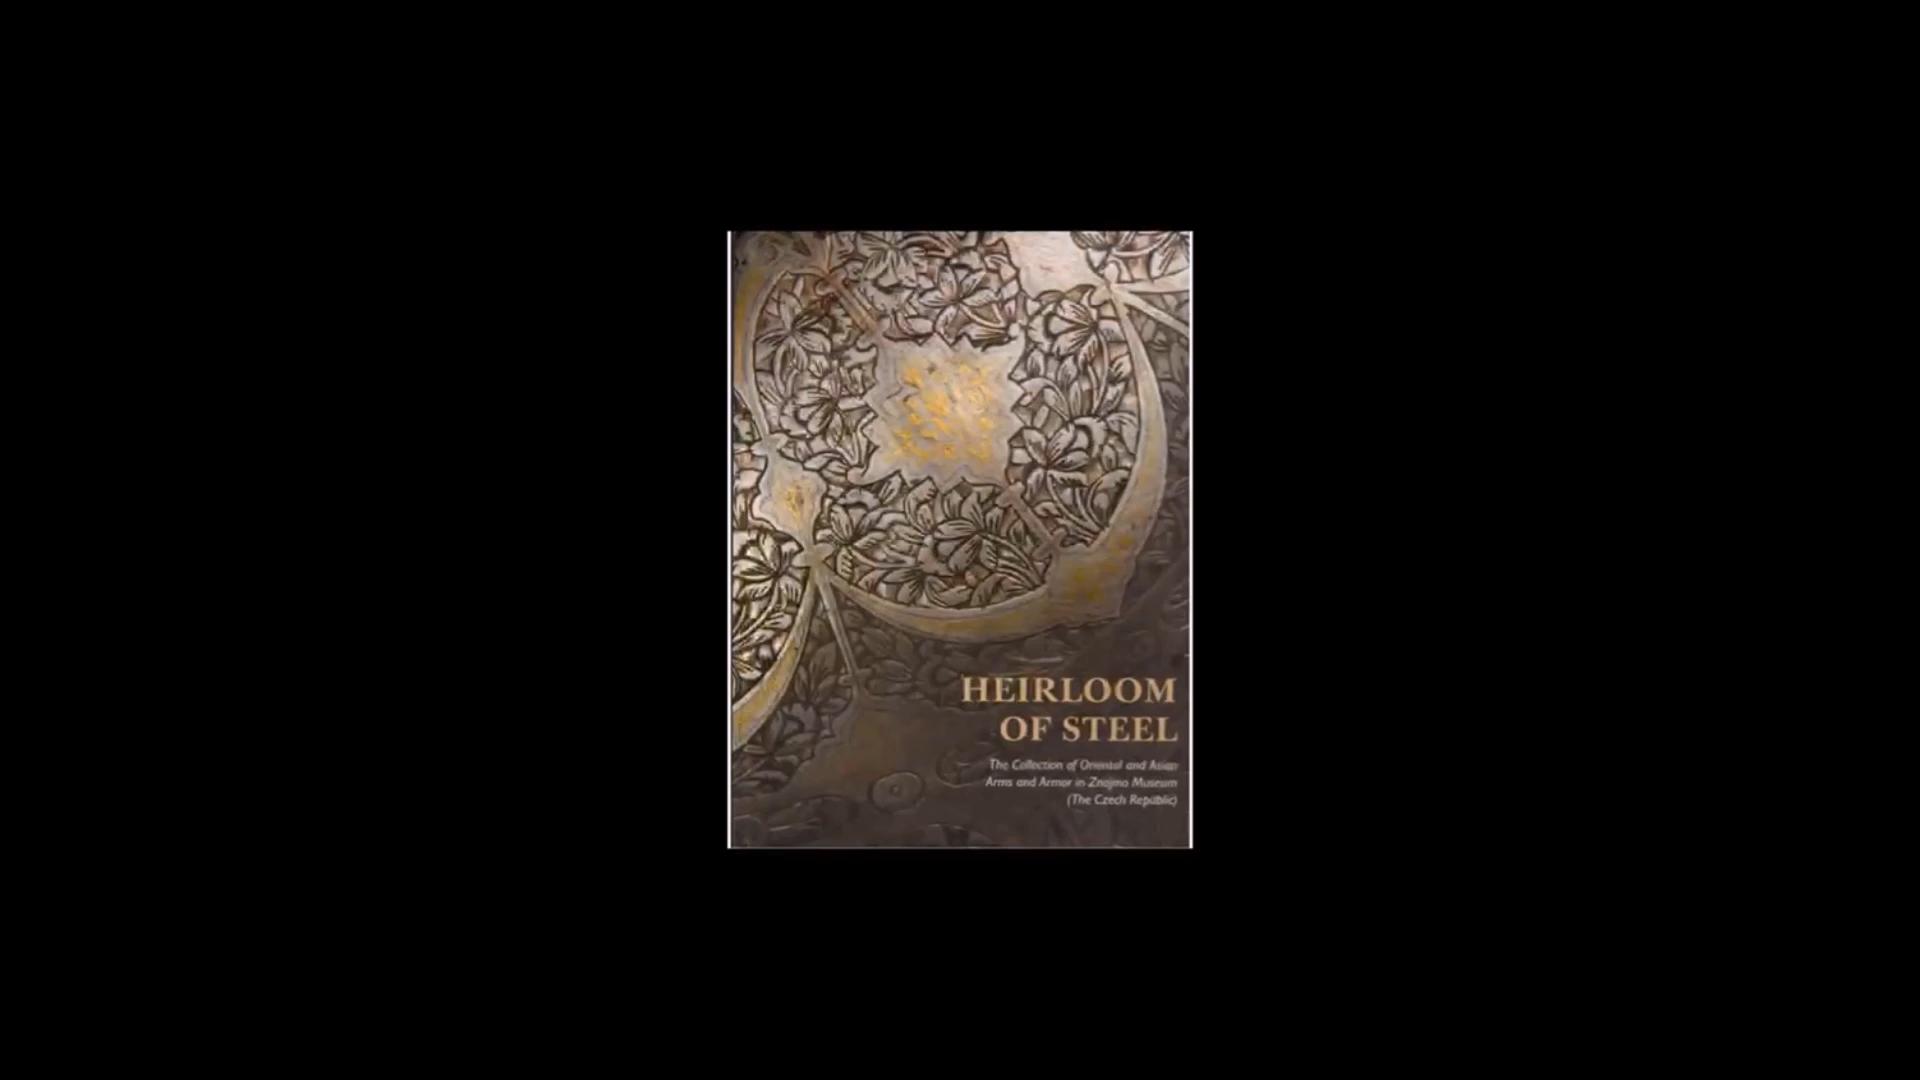 HEIRLOOM
OF STEEL
The Collection of Oriental and Asian
Arms and Armor in Znojmo Museum
(The Czech Republic)